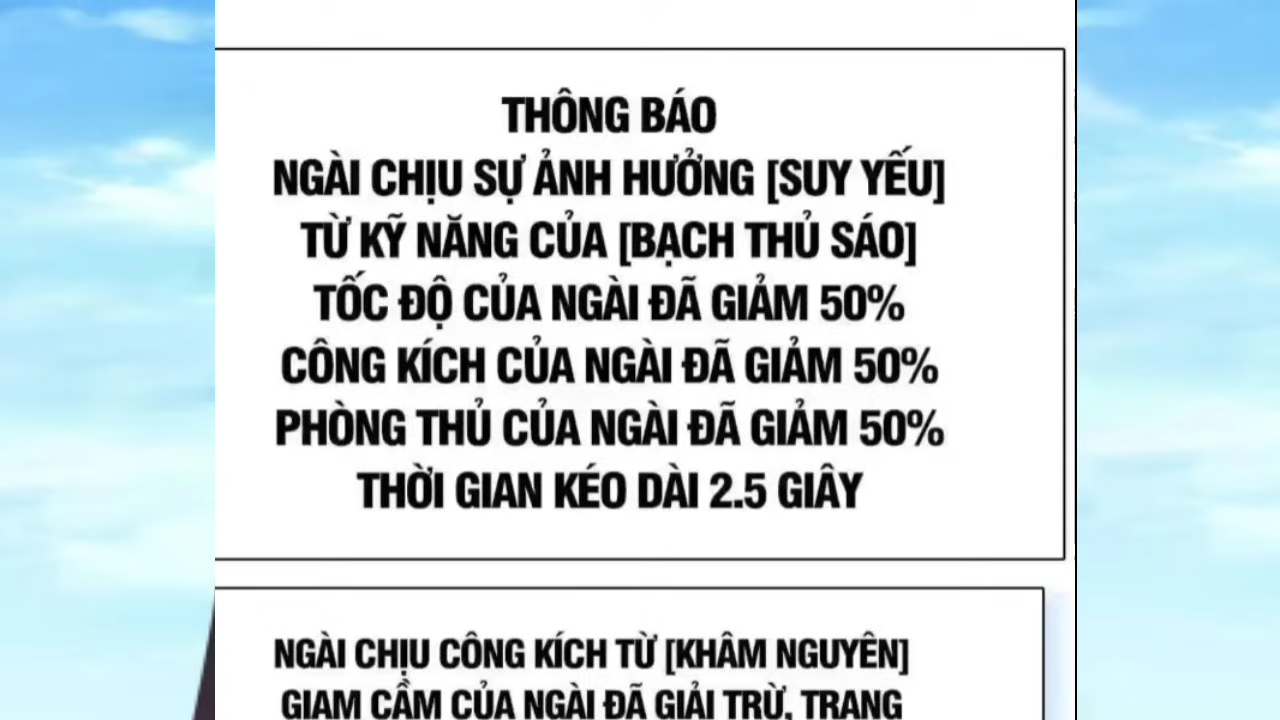 THÔNG BÁO
NGÀI CHỊU SỰ ẢNH HƯỞNG [SUY YẾU]
TỪ KỸ NĂNG CỦA [BẠCH THỦ SÁO]
TỐC ĐỘ CỦA NGÀI ĐÃ GIẢM 50%
CÔNG KÍCH CỦA NGÀI ĐÃ GIẢM 50%
PHÒNG THỦ CỦA NGÀI ĐÃ GIẢM 50%
THỜI GIAN KÉO DÀI 2.5 GIÂY
NGÀI CHỊU CÔNG KÍCH TỪ [KHÂM NGUYÊN]
GIAM CẦM CỦA NGÀI ĐÃ GIẢI TRỪ, TRANG